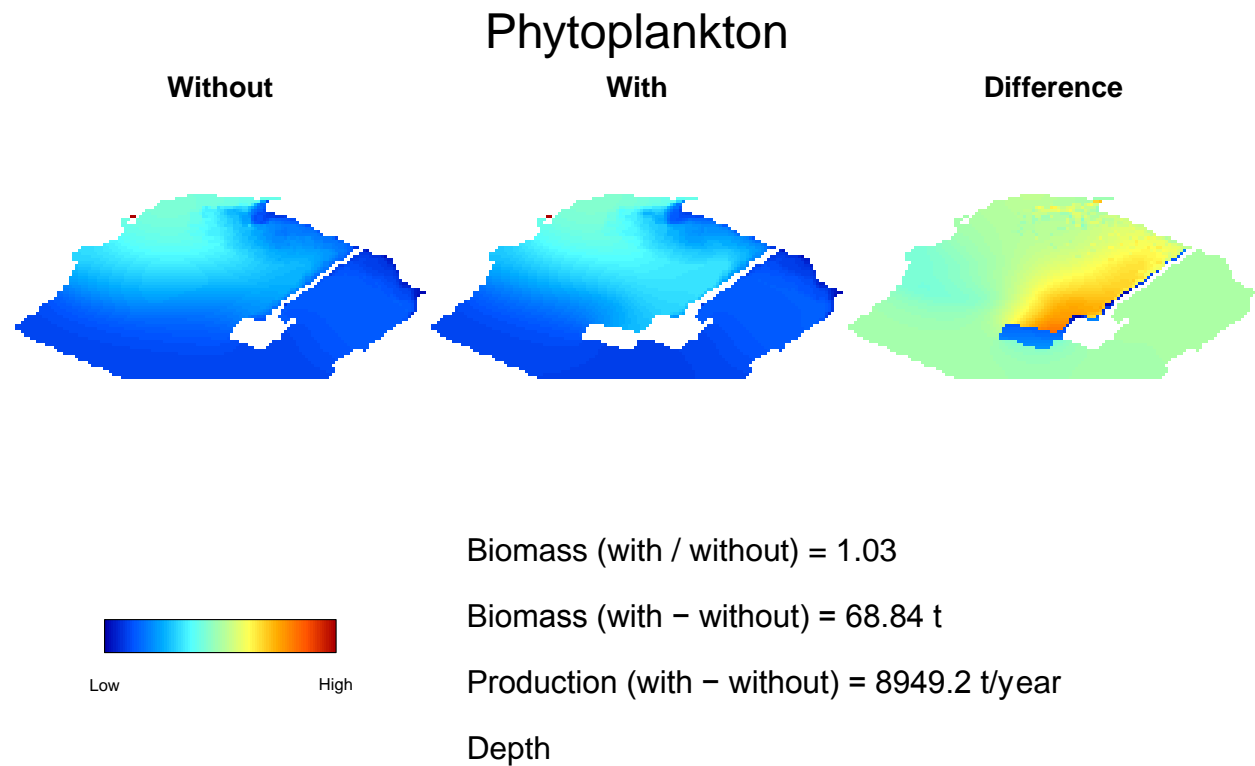 Phytoplankton
Without With Difference
Biomass (with / without) = 1.03
Biomass (with − without) = 68.84 t
Low High
Production (with − without) = 8949.2 t/year
Depth